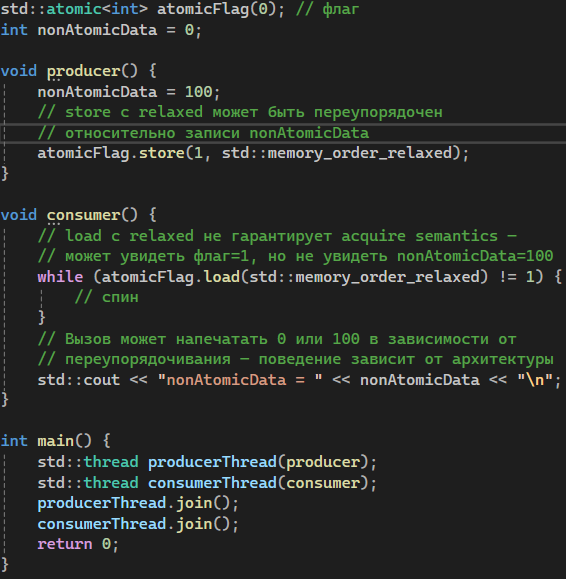 std::atomic<int> atomicFlag(0); // флаг
int nonAtomicData = 0;
void producer() {
nonAtomicData = 100;
// store с relaxed может быть переупорядочен
// относительно записи nonAtomicData
atomicFlag.store(1, std::memory_order_relaxed);
}
void consumer() {
// load с relaxed не гарантирует acquire semantics —
// может увидеть флаг=1, но не увидеть nonAtomicData=100
while (atomicFlag.load(std::memory_order_relaxed) != 1) {
// спин
}
// Вызов может напечатать 0 или 100 в зависимости от
// переупорядочивания — поведение зависит от архитектуры
std::cout << "nonAtomicData = " << nonAtomicData << "\n";
}
int main() {
std::thread producerThread(producer);
std::thread consumerThread(consumer);
producerThread.join();
consumerThread.join();
return 0;
}